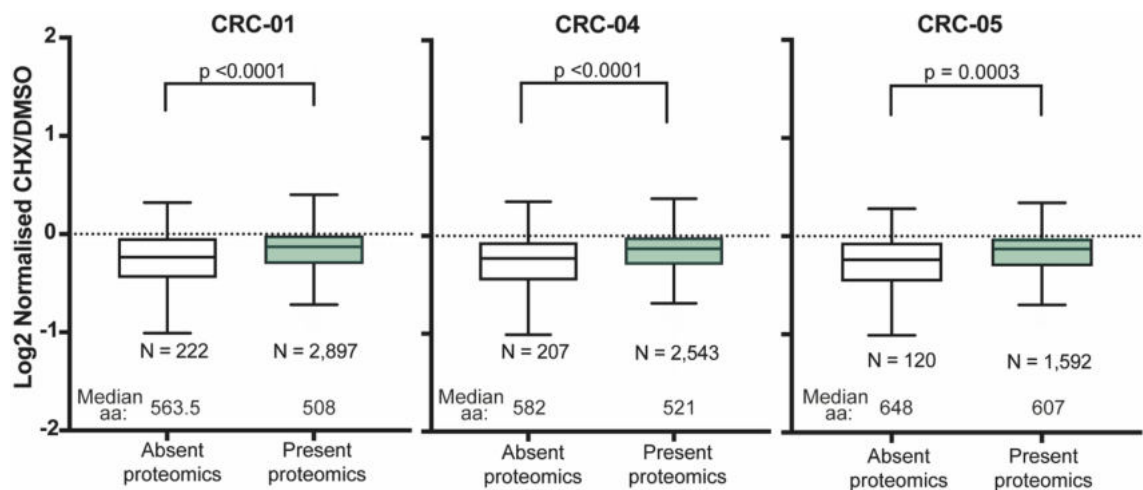 CRC-01
CRC-04
CRC-05
Log2 Normalised CHX/DMSO
2
1
0
-1
-2
p <0.0001
p <0.0001
p = 0.0003
N = 222
N = 2,897
N = 207
N = 2,543
N = 120
N = 1,592
Median
aa:
563.5
508
Median
aa:
582
521
Median
aa:
648
607
Absent
proteomics
Present
proteomics
Absent
proteomics
Present
proteomics
Absent
proteomics
Present
proteomics